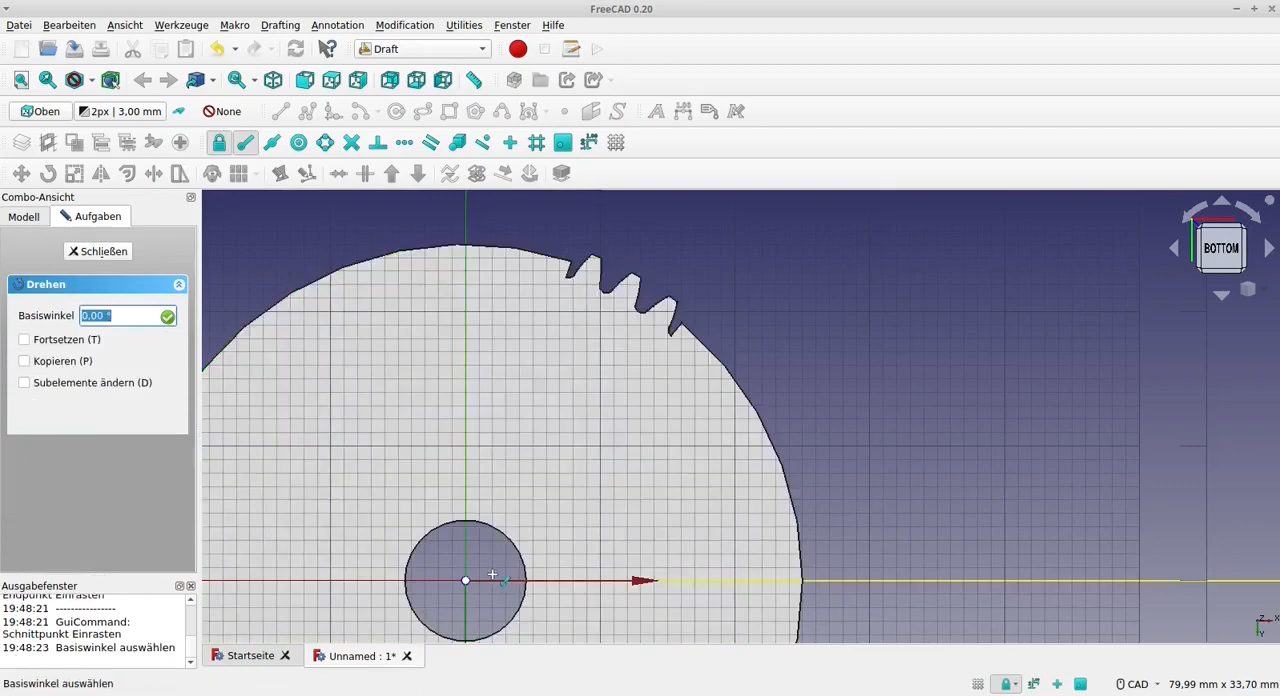 FreeCAD 0.20
Datei Bearbeiten Ansicht Werkzeuge Makro Drafting Annotation Modification Utilities Fenster Hilfe
Draft
Oben 2px | 3,00 mm None
Combo-Ansicht
Modell Aufgaben
Schließen
Drehen
Basiswinkel 0,00 °
Fortsetzen (T)
Kopieren (P)
Subelemente ändern (D)
BOTTOM
Ausgabefenster
Endpunkt Einrasten
19:48:21 ----------------
19:48:21 GuiCommand:
Schnittpunkt Einrasten
19:48:23 Basiswinkel auswählen
Z X
Y
Startseite Unnamed : 1*
Basiswinkel auswählen CAD 79,99 mm x 33,70 mm